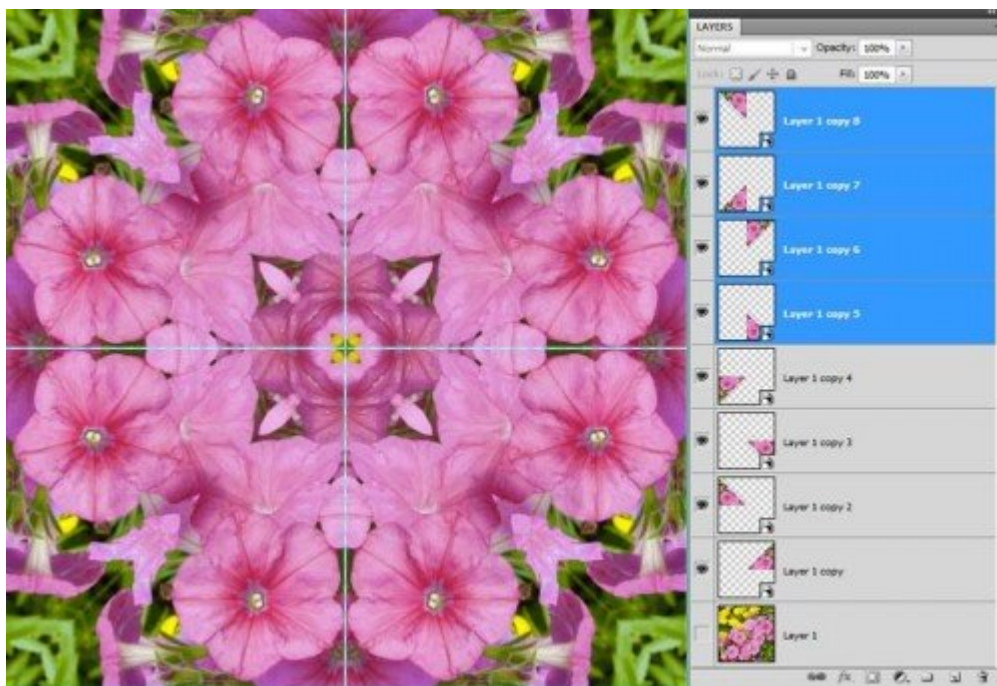 LAYERS
Normal Opacity: 100%
Lock: Fill: 100%
Layer 1 copy 8
Layer 1 copy 7
Layer 1 copy 6
Layer 1 copy 5
Layer 1 copy 4
Layer 1 copy 3
Layer 1 copy 2
Layer 1 copy
Layer 1
fx